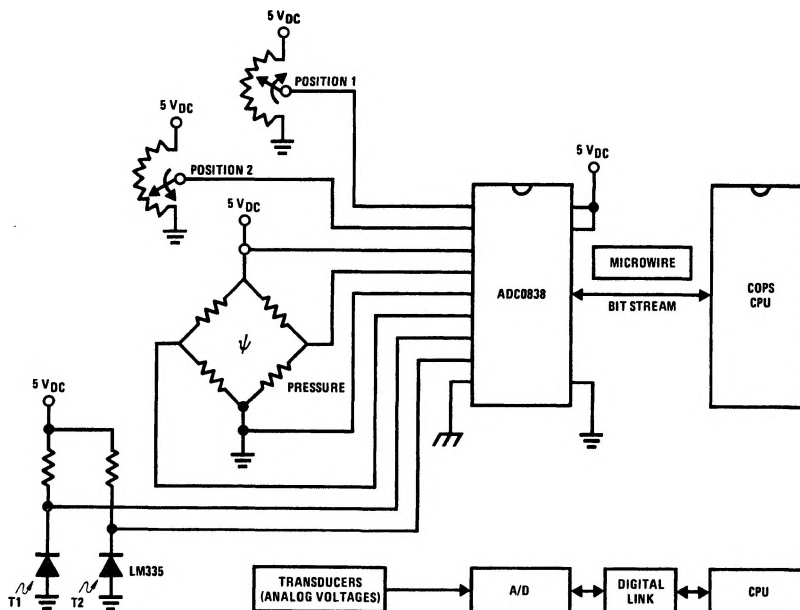 5 VDC
POSITION 1
5 VDC
POSITION 2
5 VDC
5 VDC
MICROWIRE
ADC0838
BIT STREAM
COPS
CPU
ψ
PRESSURE
5 VDC
LM335
T1
T2
TRANSDUCERS
(ANALOG VOLTAGES)
A/D
DIGITAL
LINK
CPU